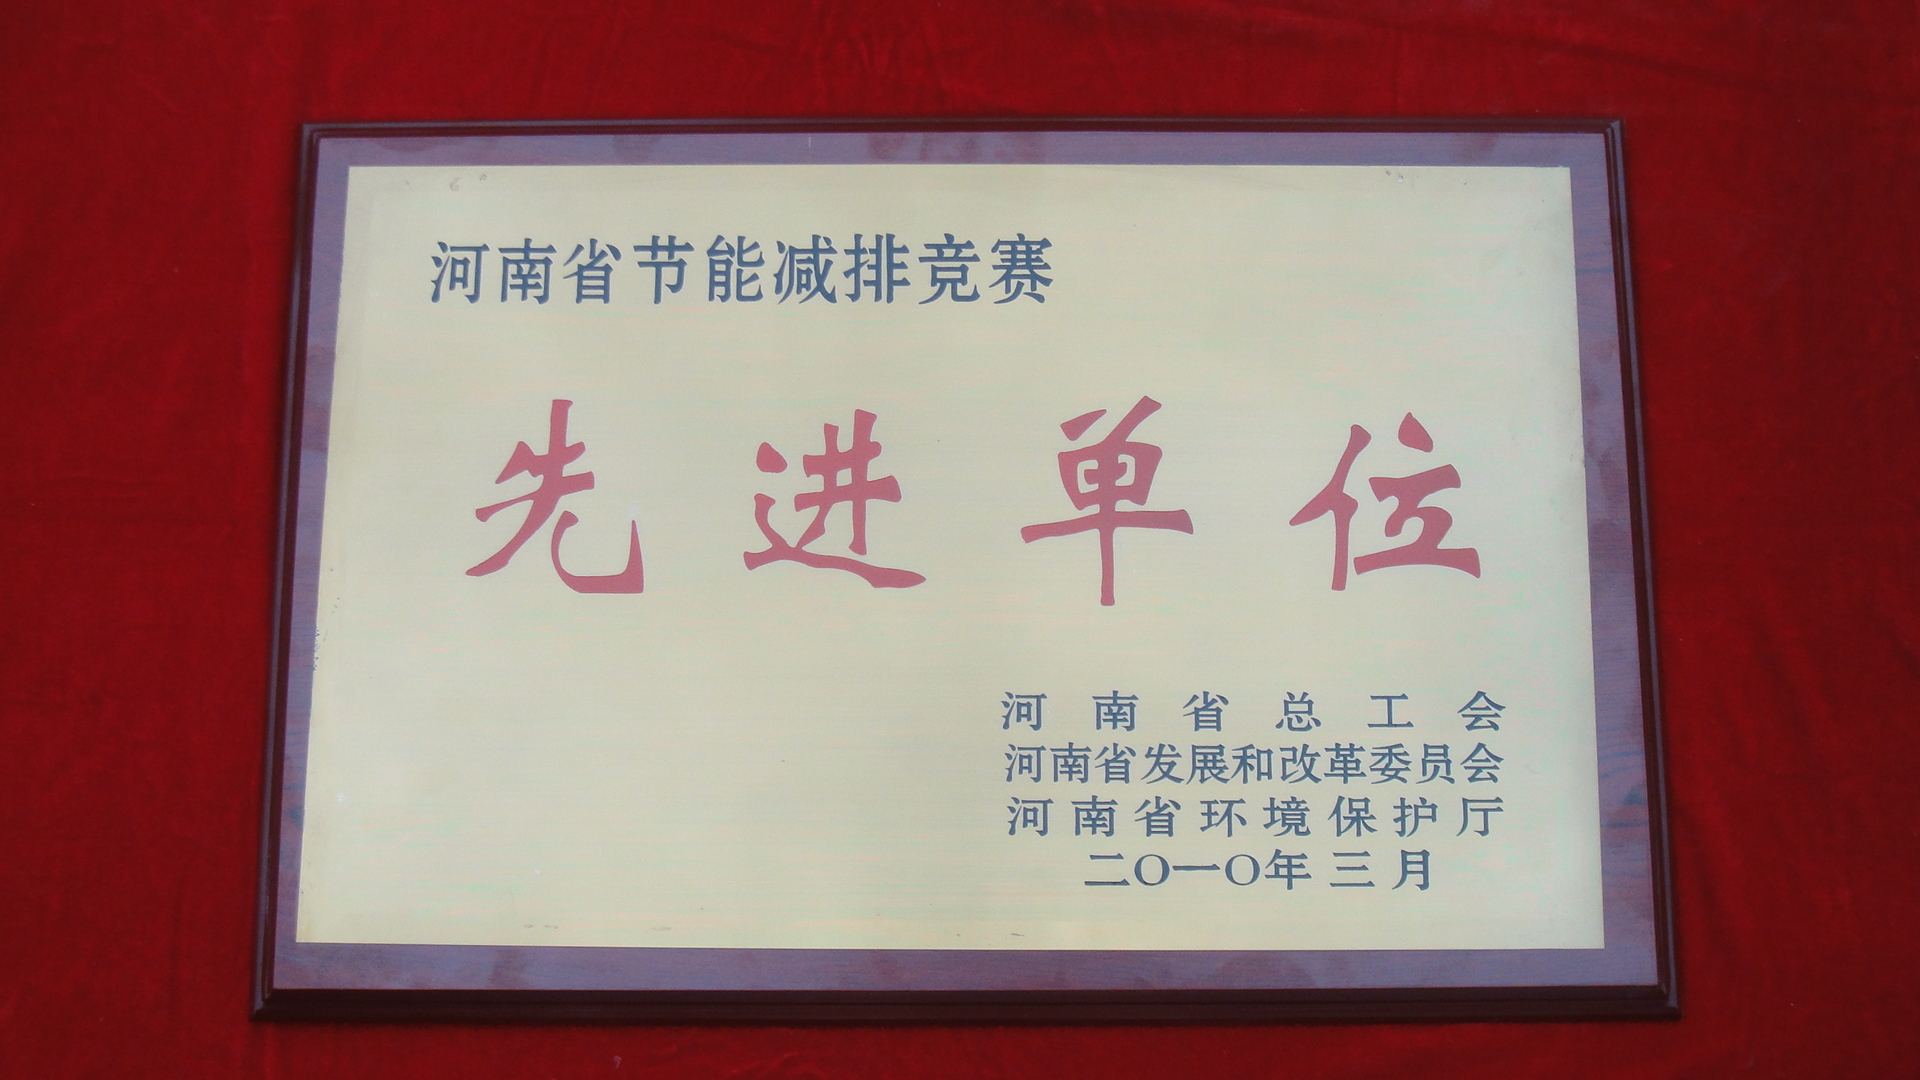 河南省节能减排竞赛
先进单位
河南省总工会
河南省发展和改革委员会
河南省环境保护厅
二〇一〇年三月